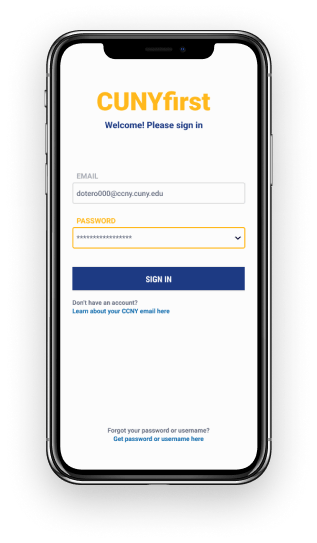 CUNYfirst
Welcome! Please sign in
EMAIL
dotero000@ccny.cuny.edu
PASSWORD
*****************
SIGN IN
Don't have an account?
Learn about your CCNY email here
Forgot your password or username?
Get password or username here